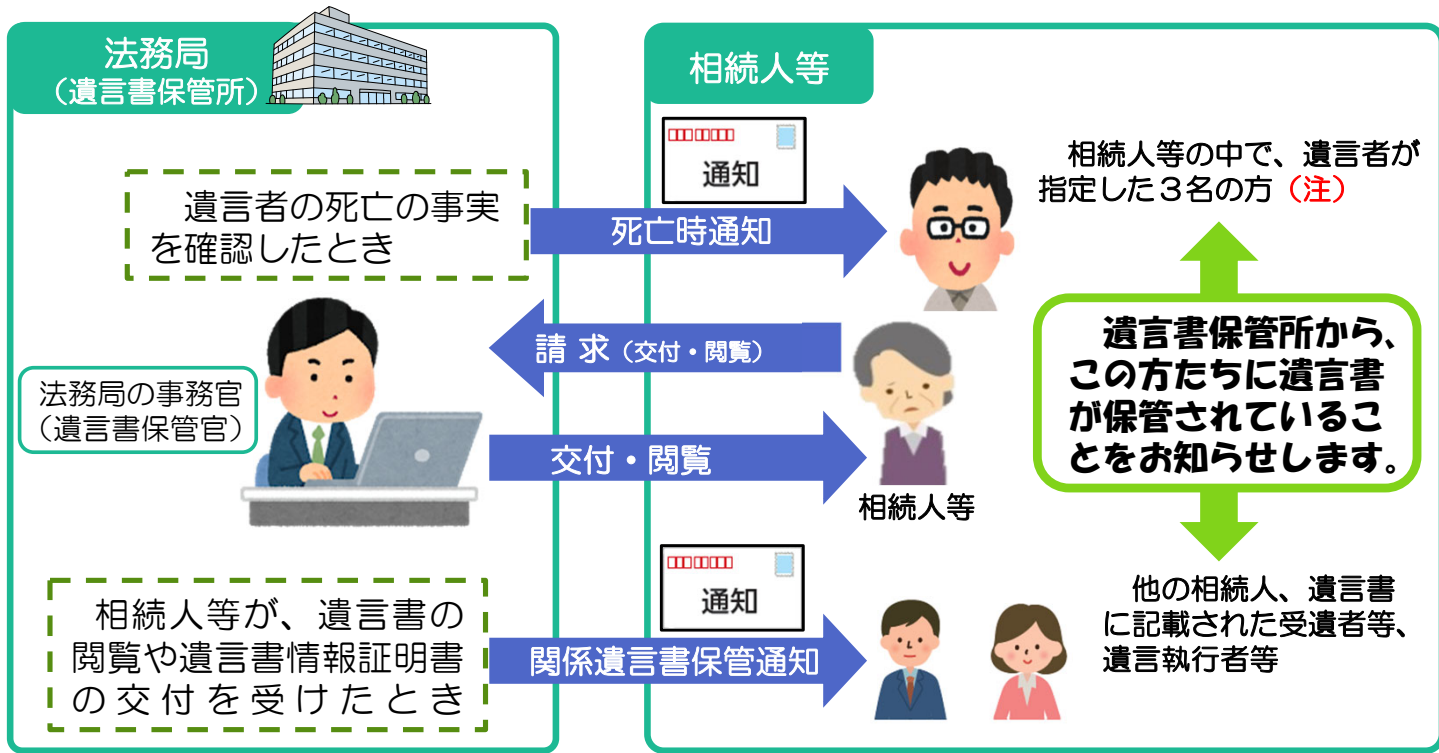 法務局
（遺言書保管所）
相続人等
通知
遺言者の死亡の事実
を確認したとき
死亡時通知
相続人等の中で、遺言者が
指定した３名の方（注）
請求（交付・閲覧）
法務局の事務官
（遺言書保管官）
交付・閲覧
相続人等
遺言書保管所から、
この方たちに遺言書
が保管されているこ
とをお知らせします。
通知
相続人等が、遺言書の
閲覧や遺言書情報証明書
の交付を受けたとき
関係遺言書保管通知
他の相続人、遺言書
に記載された受遺者等、
遺言執行者等